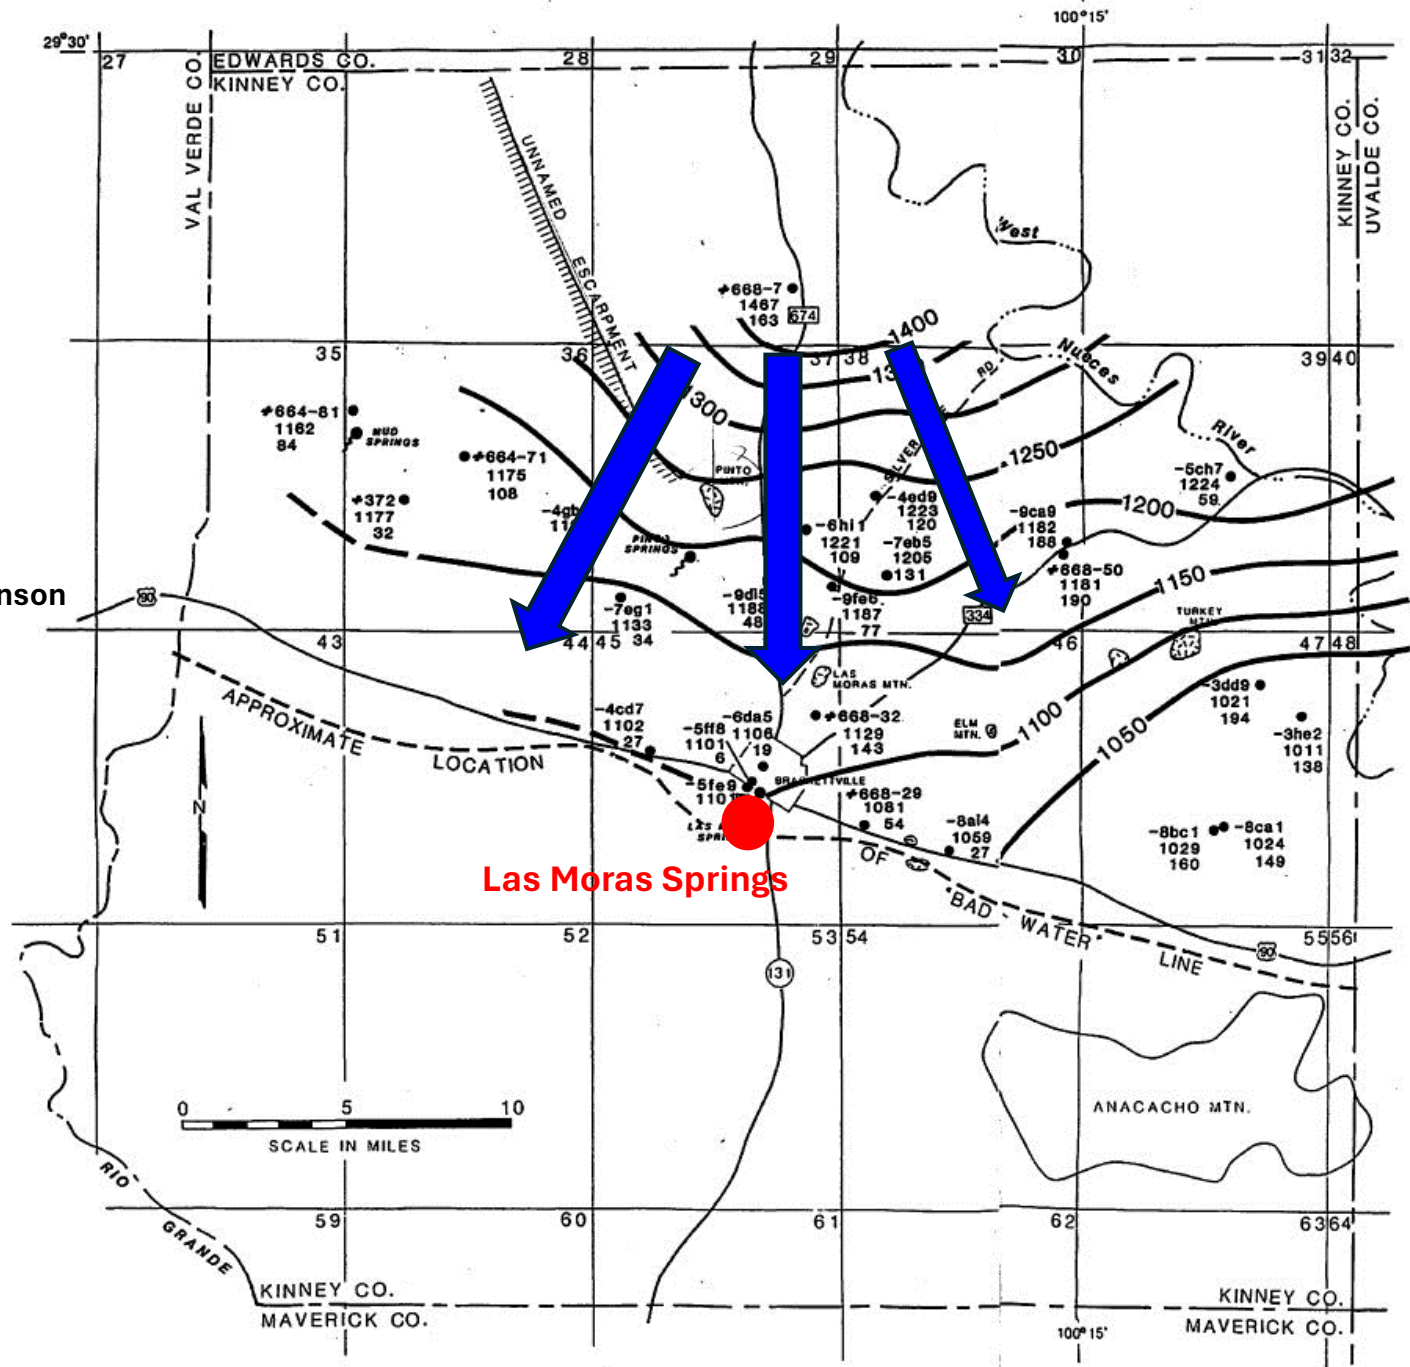 100°15'
29°30'
27
EDWARDS CO.
KINNEY CO.
28
29
30
31 32
VAL VERDE CO.
KINNEY CO.
UVALDE CO.
UNNAMED ESCARPMENT
West
Nueces
River
668-7
1467
163
674
1400
35
36
37 38
39 40
RD
SILVER
1300
1250
1200
1150
1100
1050
664-81
1162
84
MUD
SPRINGS
664-71
1175
108
372
1177
32
PINTO
-5ch7
1224
59
-4ed9
1223
120
-9ca9
1182
188
-6hi1
1221
109
-7eb5
1205
131
SPRINGS
668-50
1181
190
nson
90
-7eg1
1133
34
48
-9fe6
1187
77
334
TURKEY
43
44 45
46
47 48
LAS
MORAS MTN.
APPROXIMATE
LOCATION
OF
BAD WATER
LINE
-3dd9
1021
194
-4cd7
1102
27
-5ff8
1101
6
-6da5
1106
19
668-32
1129
143
ELM
MTN.
-3he2
1011
138
N
-5fe9
BRACKETTVILLE
668-29
1081
54
-8ai4
1059
27
-8bc1
1029
160
-8ca1
1024
149
Las Moras Springs
51
52
53 54
55 56
90
131
0 5 10
SCALE IN MILES
ANACACHO MTN.
RIO
GRANDE
59
60
61
62
63 64
KINNEY CO.
MAVERICK CO.
KINNEY CO.
MAVERICK CO.
100°15'